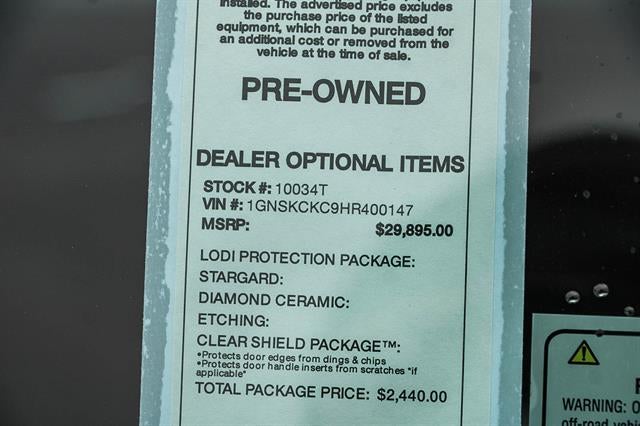 installed. The advertised price excludes
the purchase price of the listed
equipment, which can be purchased for
an additional cost or removed from the
vehicle at the time of sale.
PRE-OWNED
DEALER OPTIONAL ITEMS
STOCK #: 10034T
VIN #: 1GNSKCKC9HR400147
MSRP: $29,895.00
LODI PROTECTION PACKAGE:
STARGARD:
DIAMOND CERAMIC:
ETCHING:
CLEAR SHIELD PACKAGE™:
•Protects door edges from dings & chips
•Protects door handle inserts from scratches *if
applicable*
TOTAL PACKAGE PRICE: $2,440.00
WARNING: O
off-road vehi